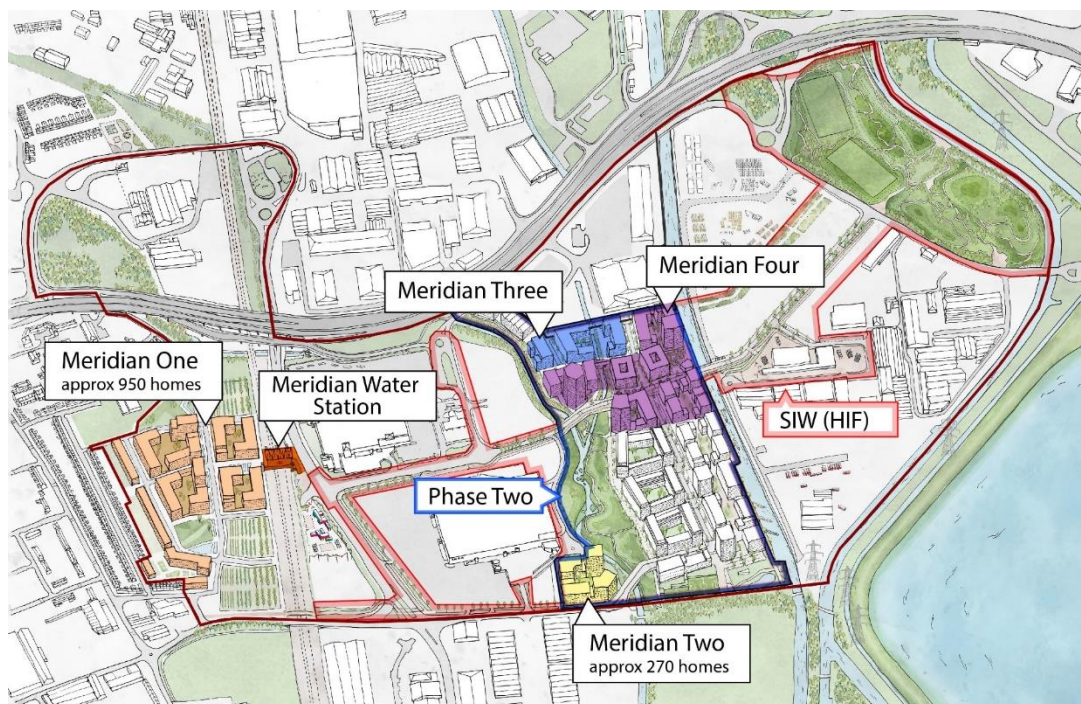 Meridian Four
Meridian Three
Meridian One
approx 950 homes
Meridian Water
Station
SIW (HIF)
Phase Two
Meridian Two
approx 270 homes